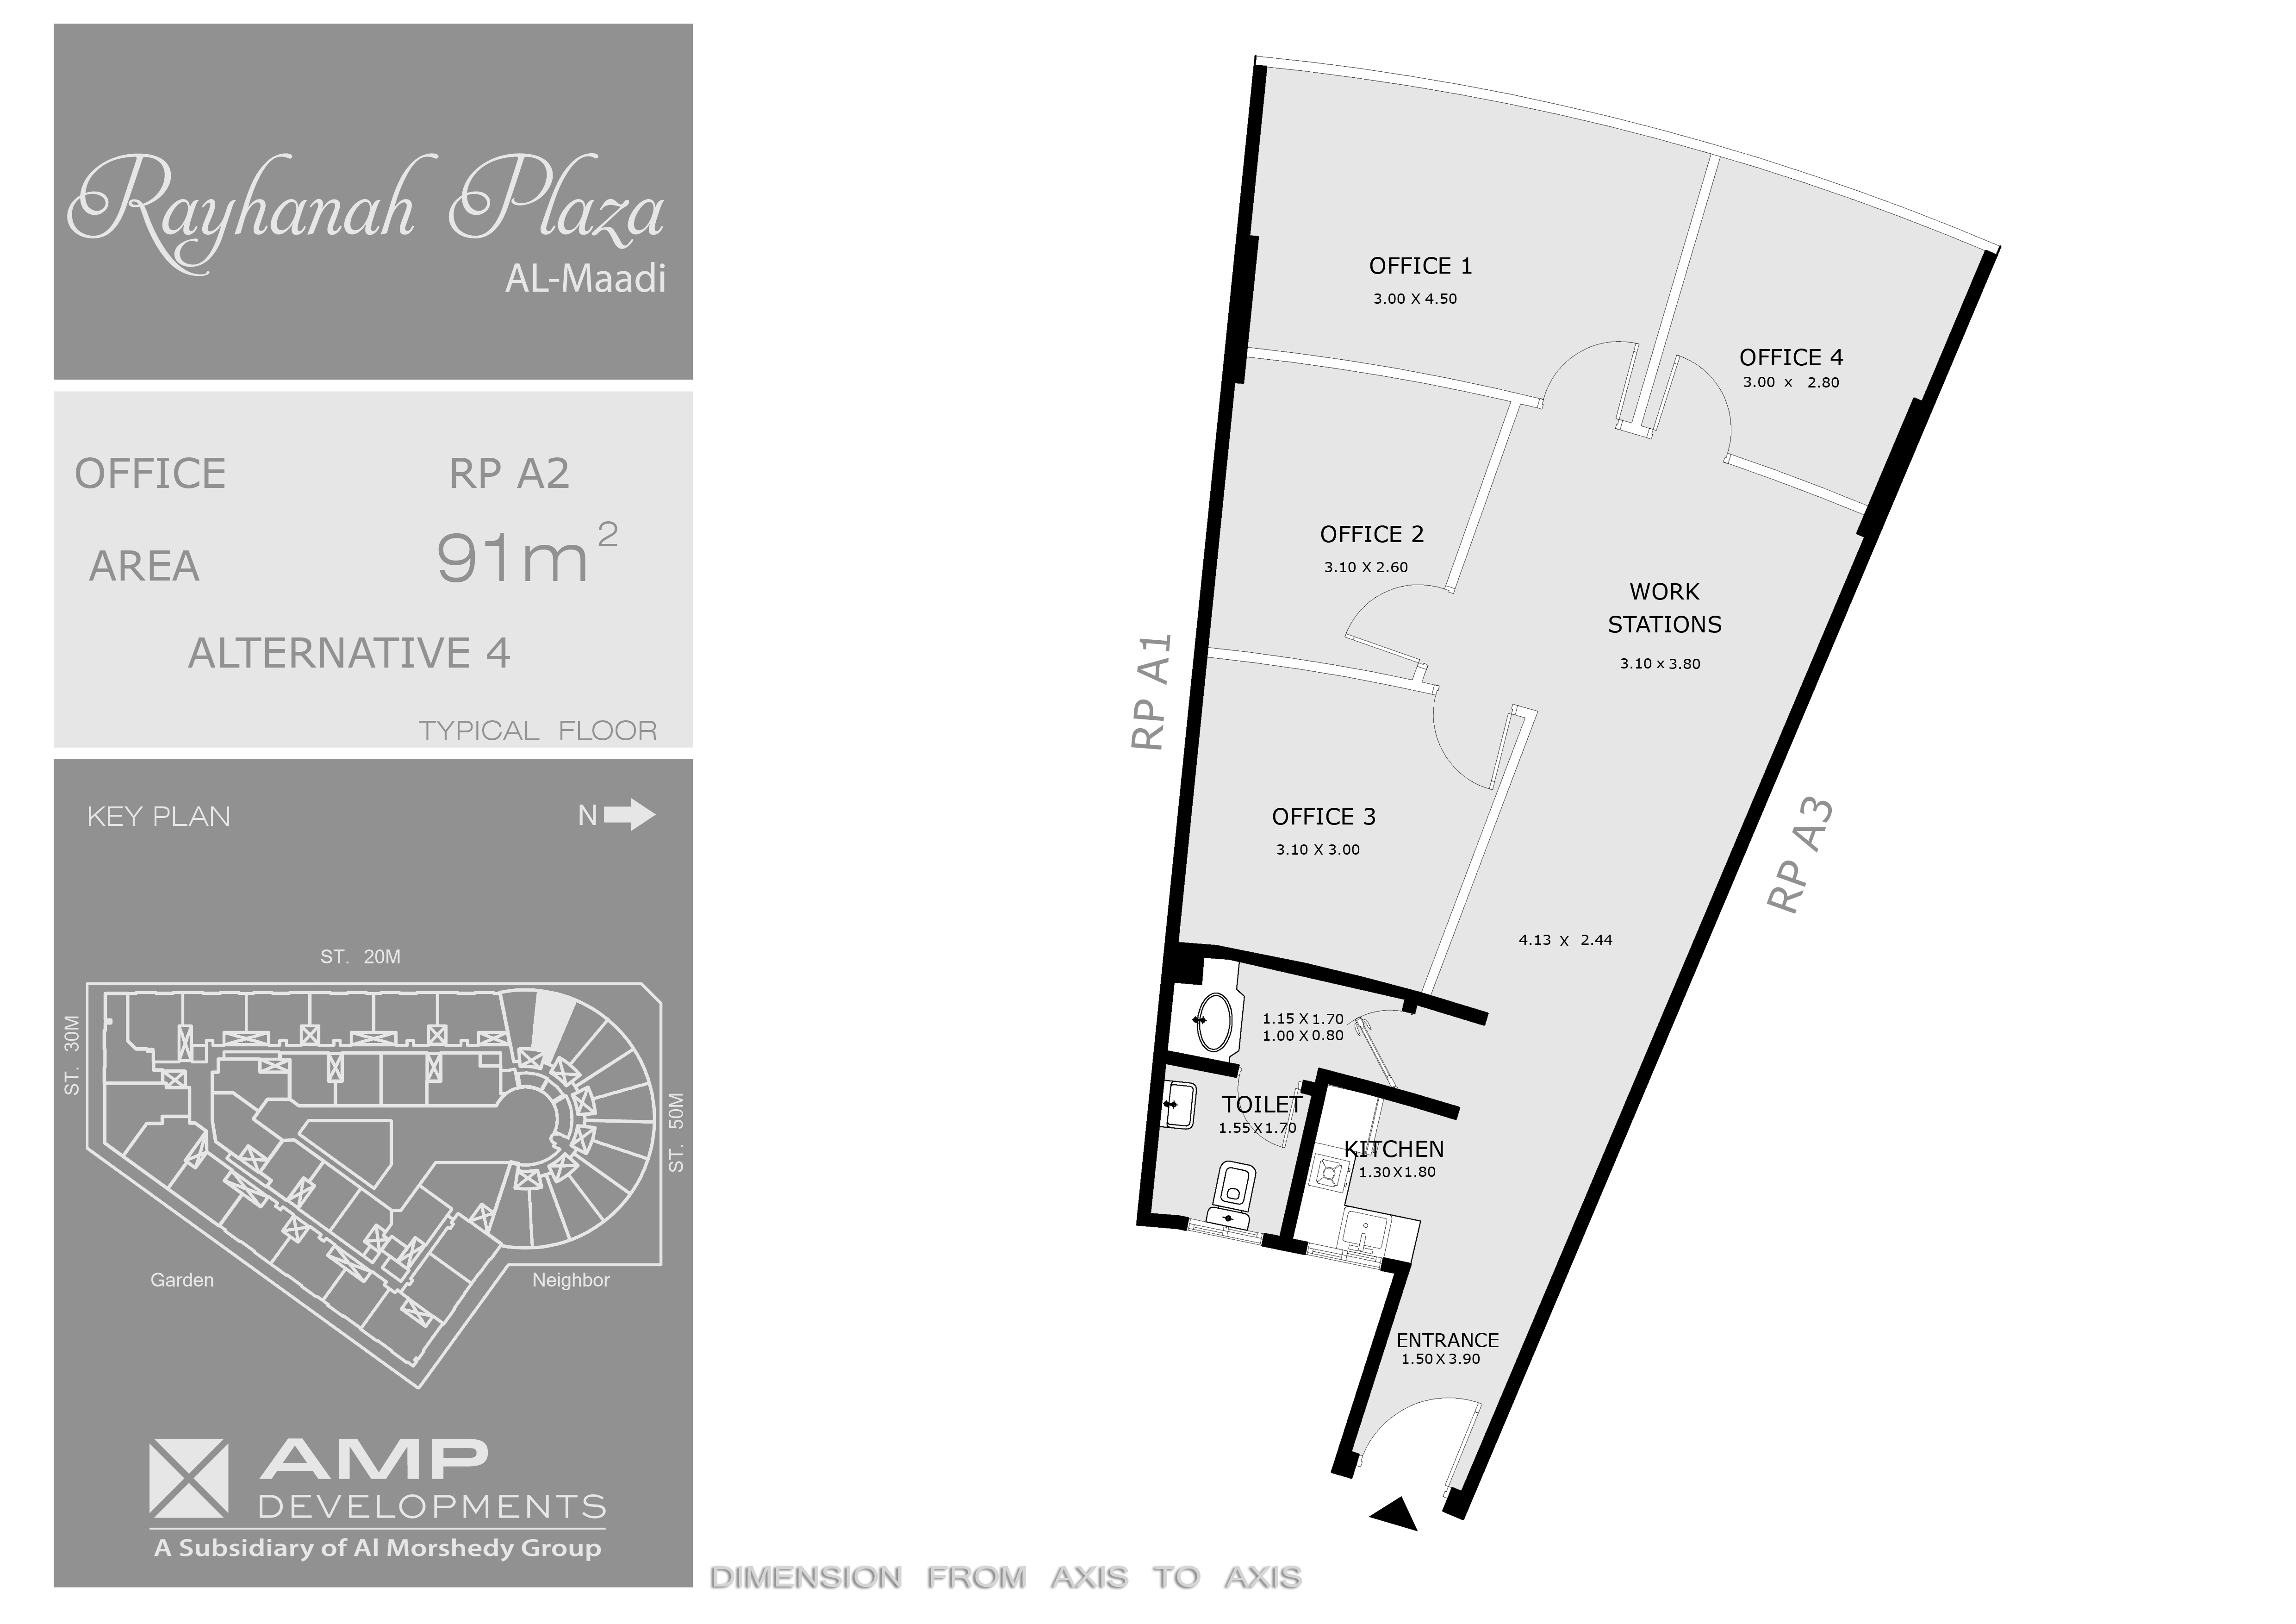 Rayhanah Plaza
AL-Maadi
OFFICE RP A2
AREA 91m²
ALTERNATIVE 4
TYPICAL FLOOR
KEY PLAN
N
ST. 20M
ST. 30M
ST. 50M
Garden
Neighbor
AMP
DEVELOPMENTS
A Subsidiary of Al Morshedy Group
OFFICE 1
3.00 X 4.50
OFFICE 4
3.00 x 2.80
OFFICE 2
3.10 X 2.60
WORK
STATIONS
3.10 x 3.80
RP A1
OFFICE 3
3.10 X 3.00
RP A3
4.13 X 2.44
1.15 X 1.70
1.00 X 0.80
TOILET
1.55 X 1.70
KITCHEN
1.30 X 1.80
ENTRANCE
1.50 X 3.90
DIMENSION FROM AXIS TO AXIS